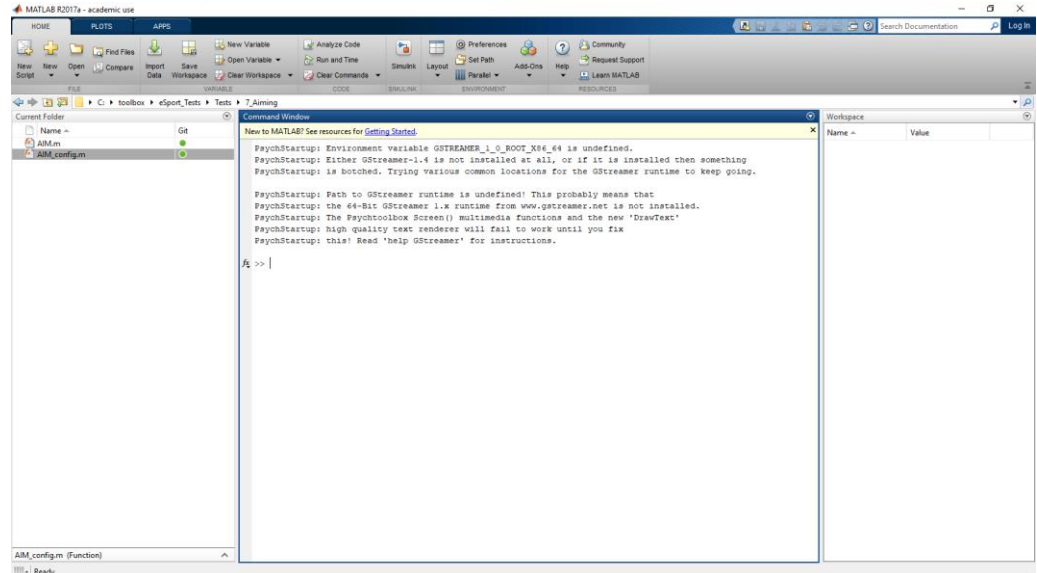 MATLAB R2017a - academic use
HOME PLOTS APPS
Search Documentation Log In
New Script New Open Find Files Compare Import Data Save Workspace New Variable Open Variable Clear Workspace Analyze Code Run and Time Clear Commands Simulink Layout Preferences Set Path Parallel Add-Ons Help Community Request Support Learn MATLAB
FILE VARIABLE CODE SIMULINK ENVIRONMENT RESOURCES
C: toolbox eSport_Tests Tests 7_Aiming
Current Folder
Name Git
AIM.m
AIM_config.m
AIM_config.m (Function)
Command Window
New to MATLAB? See resources for Getting Started.
PsychStartup: Environment variable GSTREAMER_1_0_ROOT_X86_64 is undefined.
PsychStartup: Either GStreamer-1.4 is not installed at all, or if it is installed then something
PsychStartup: is botched. Trying various common locations for the GStreamer runtime to keep going.
PsychStartup: Path to GStreamer runtime is undefined! This probably means that
PsychStartup: the 64-Bit GStreamer 1.x runtime from www.gstreamer.net is not installed.
PsychStartup: The Psychtoolbox Screen() multimedia functions and the new 'DrawText'
PsychStartup: high quality text renderer will fail to work until you fix
PsychStartup: this! Read 'help GStreamer' for instructions.
fx >>
Workspace
Name Value
Ready